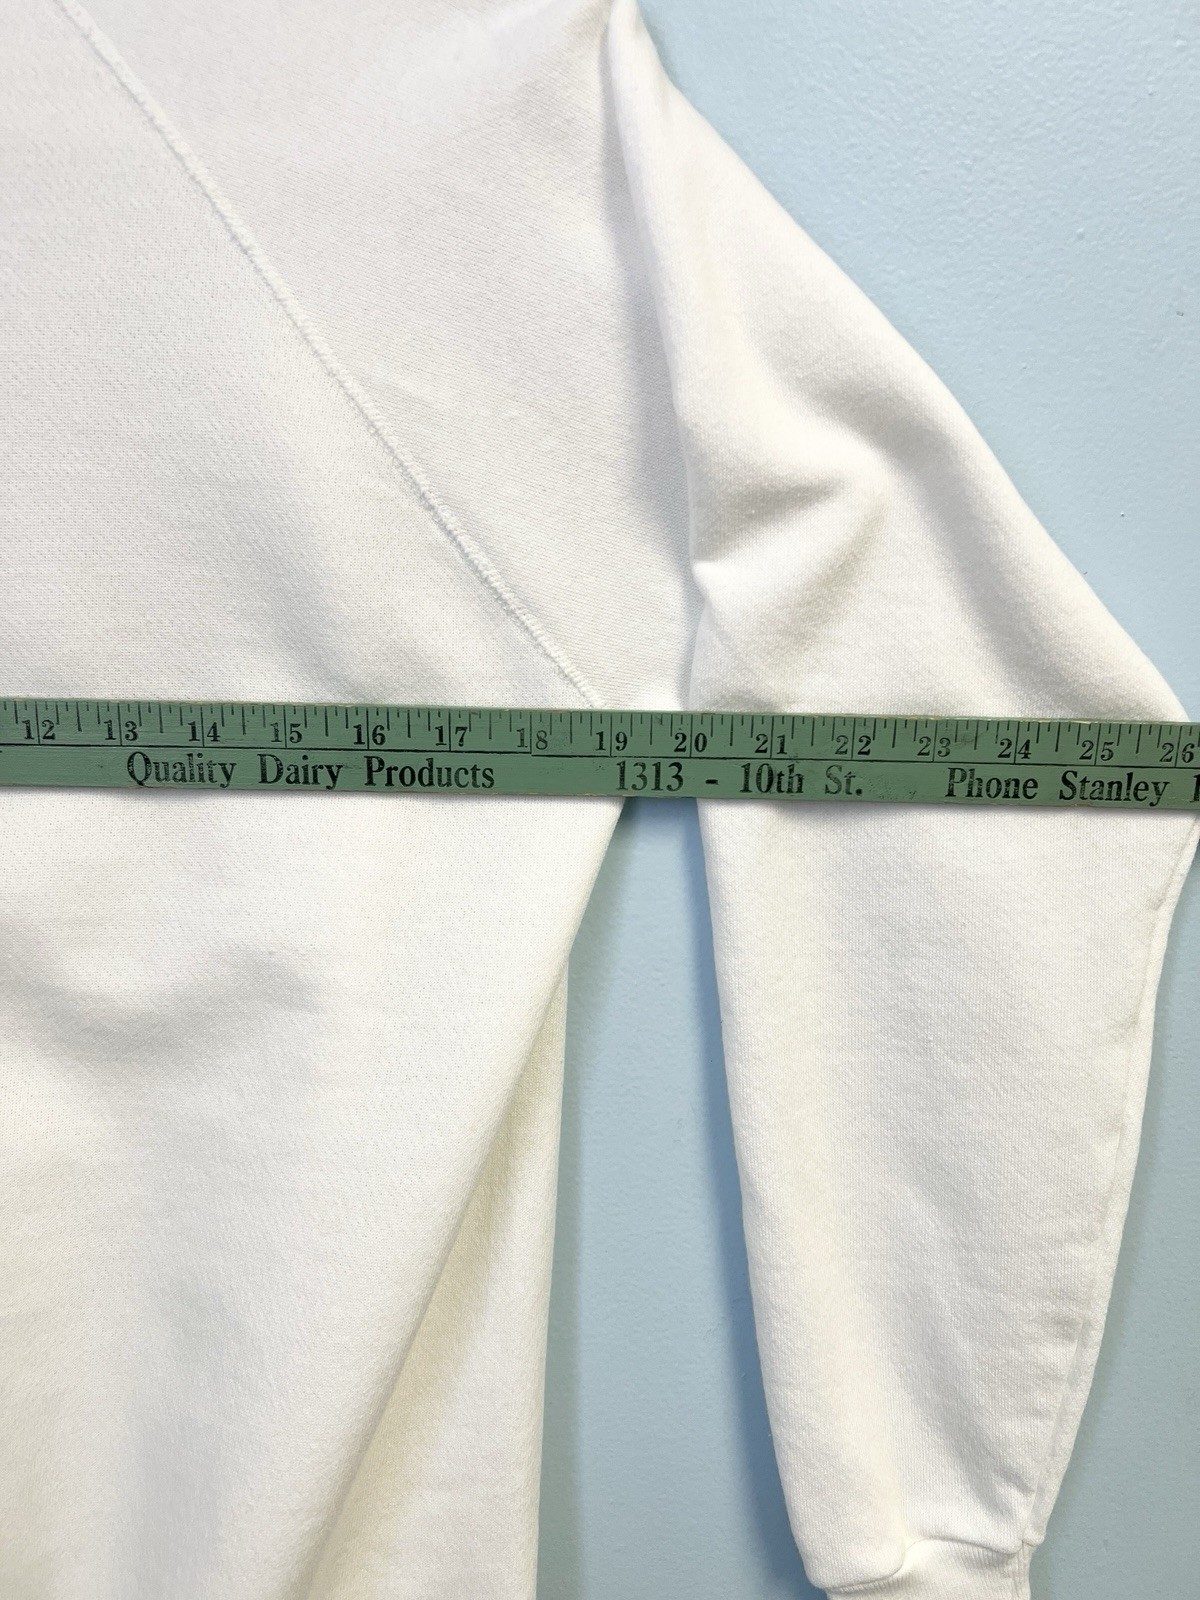 12 13 14 15 16 17 18 19 20 21 22 23 24 25 26
Quality Dairy Products 1313 - 10th St. Phone Stanley